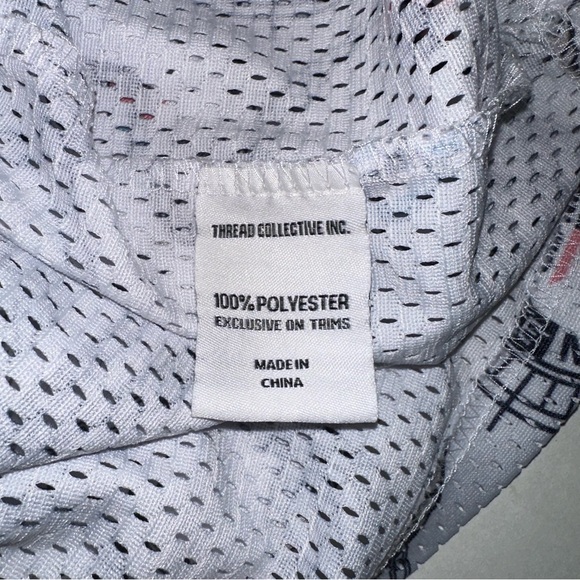 THREAD COLLECTIVE INC.
100% POLYESTER
EXCLUSIVE ON TRIMS
MADE IN
CHINA